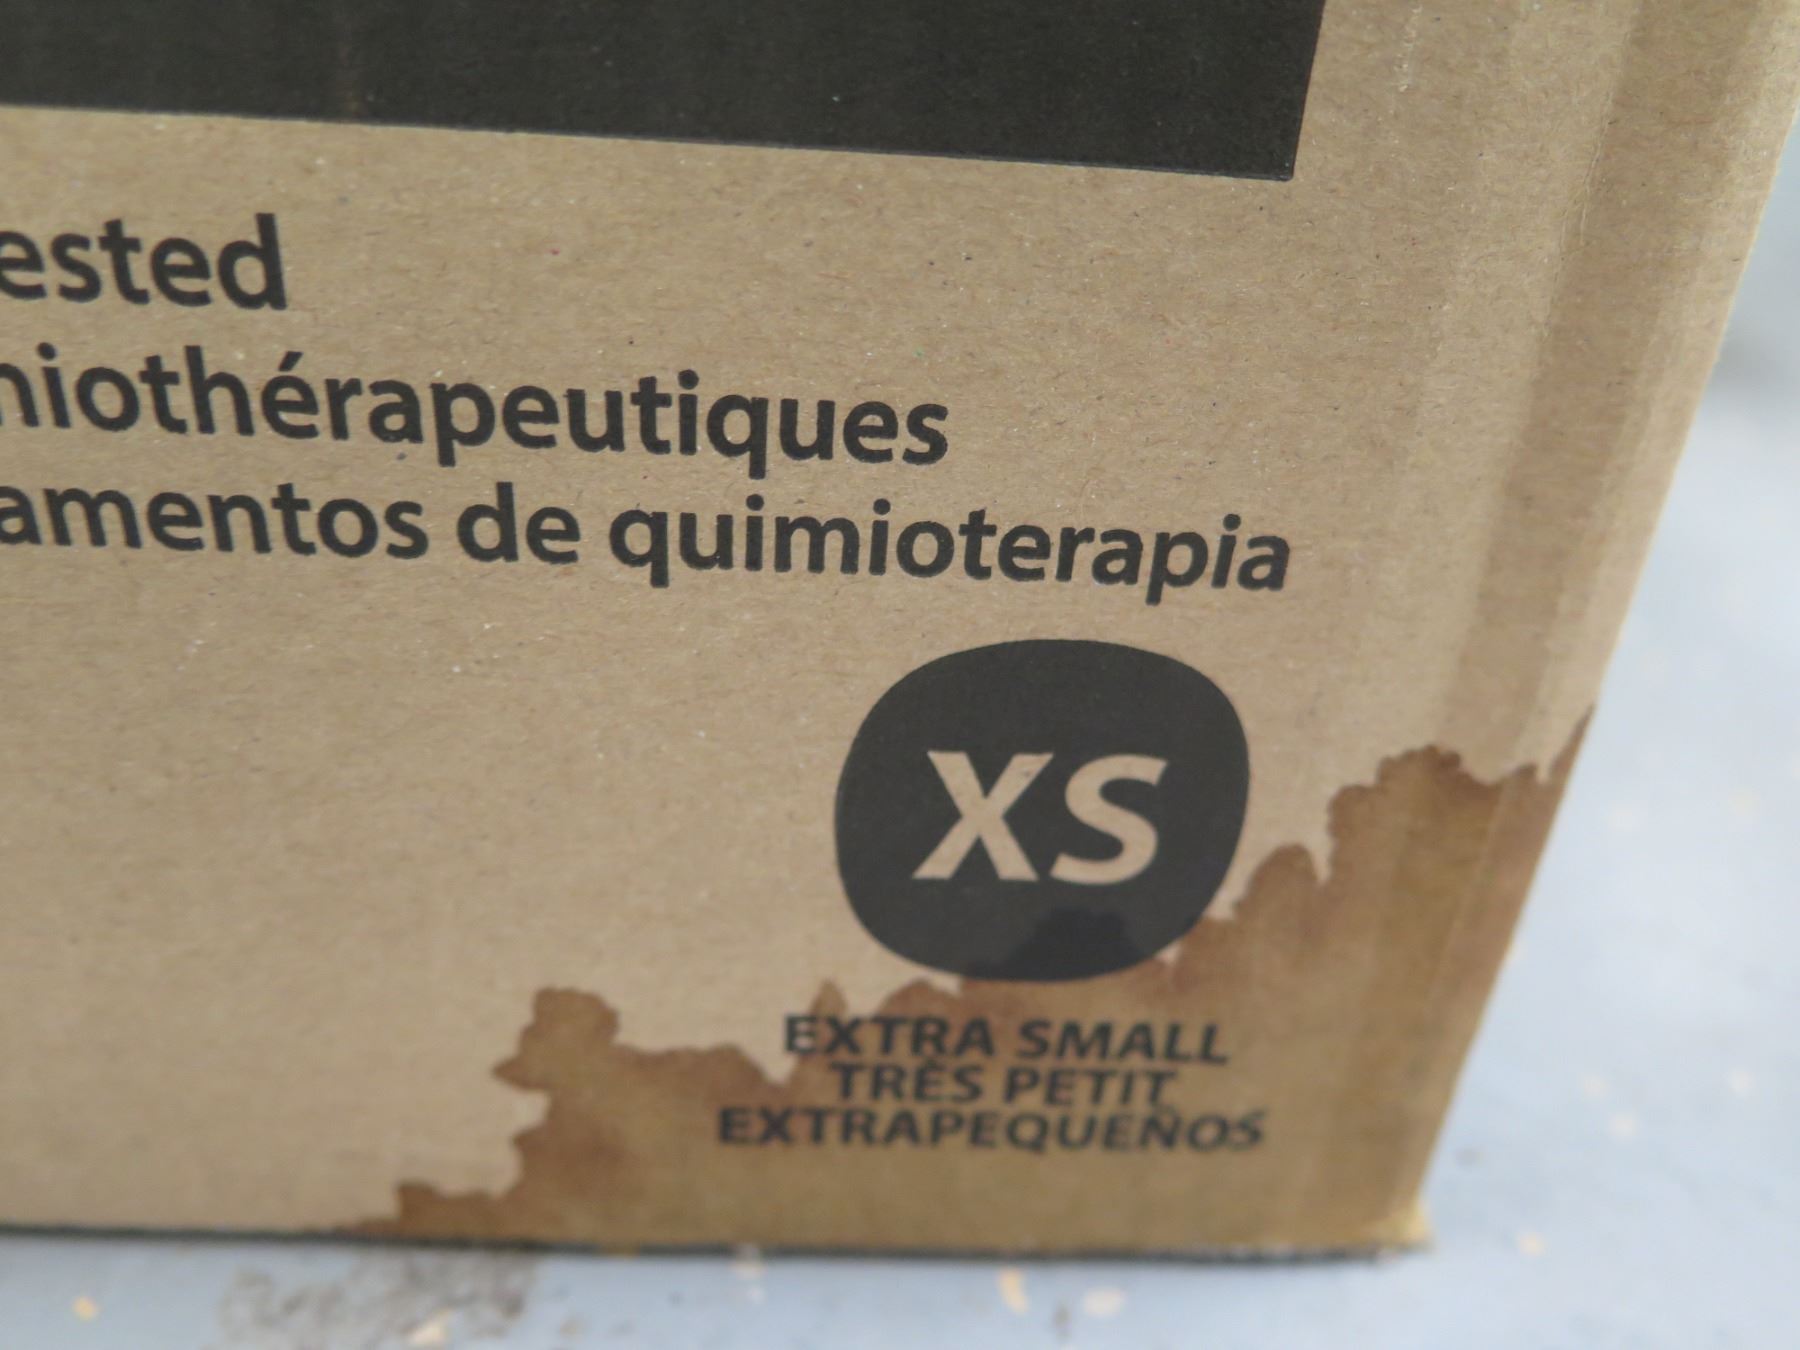 ested
niothérapeutiques
amentos de quimioterapia
XS
EXTRA SMALL
TRÈS PETIT
EXTRAPEQUEÑOS